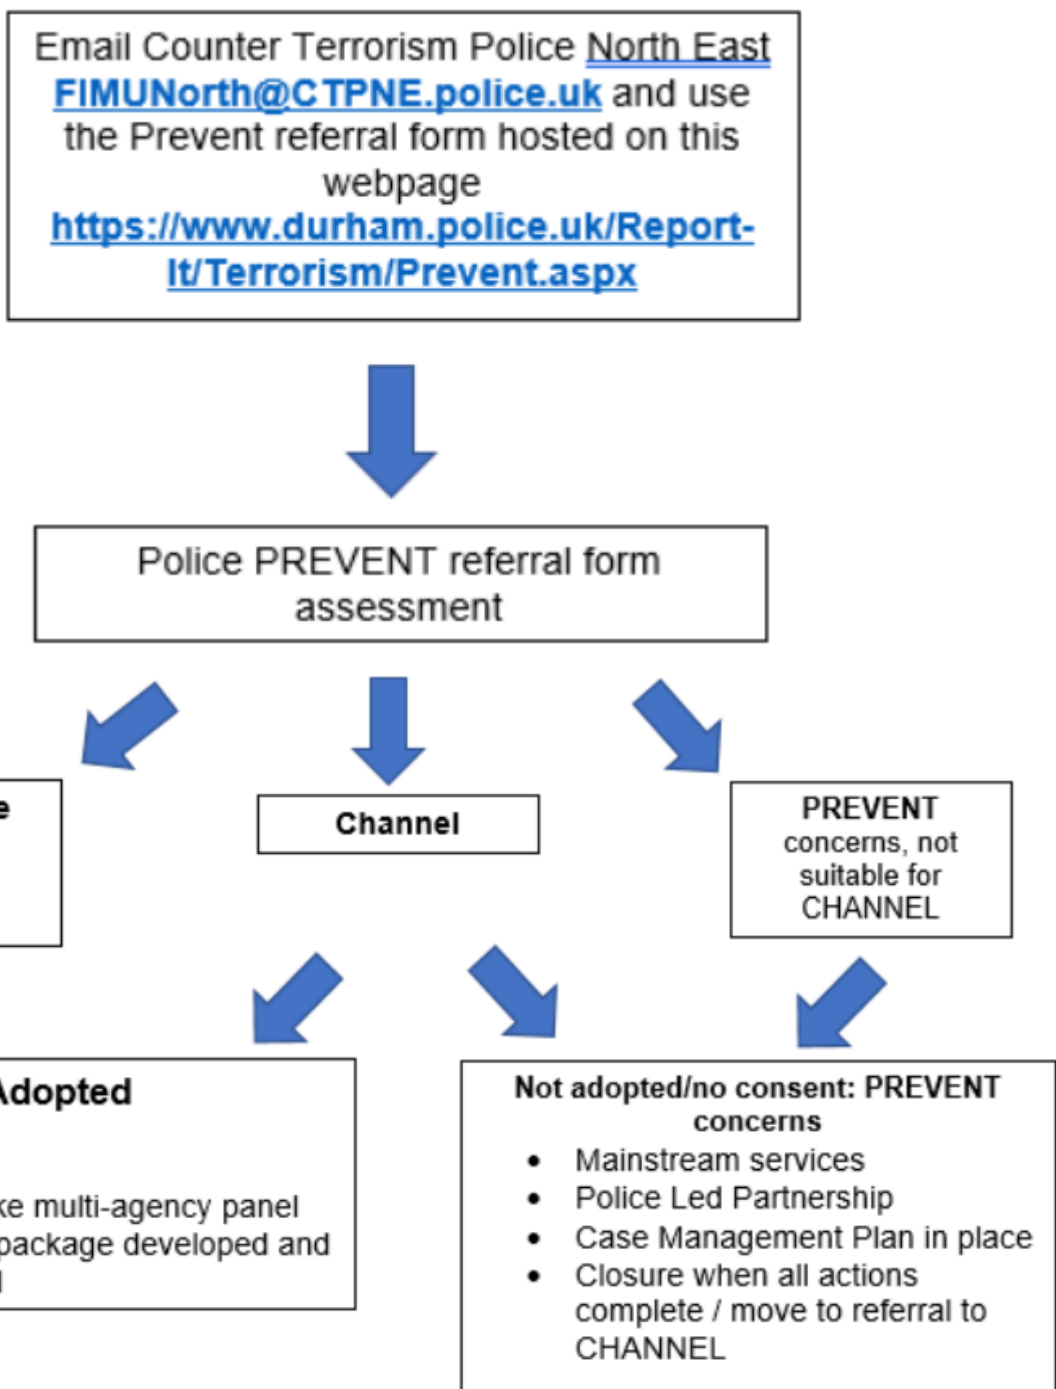 Email Counter Terrorism Police North East
FIMUNorth@CTPNE.police.uk and use
the Prevent referral form hosted on this
webpage
https://www.durham.police.uk/Report-
It/Terrorism/Prevent.aspx
Police PREVENT referral form
assessment
Channel
PREVENT
concerns, not
suitable for
CHANNEL
Adopted
multi-agency panel
package developed and
Not adopted/no consent: PREVENT
concerns
• Mainstream services
• Police Led Partnership
• Case Management Plan in place
• Closure when all actions
complete / move to referral to
CHANNEL